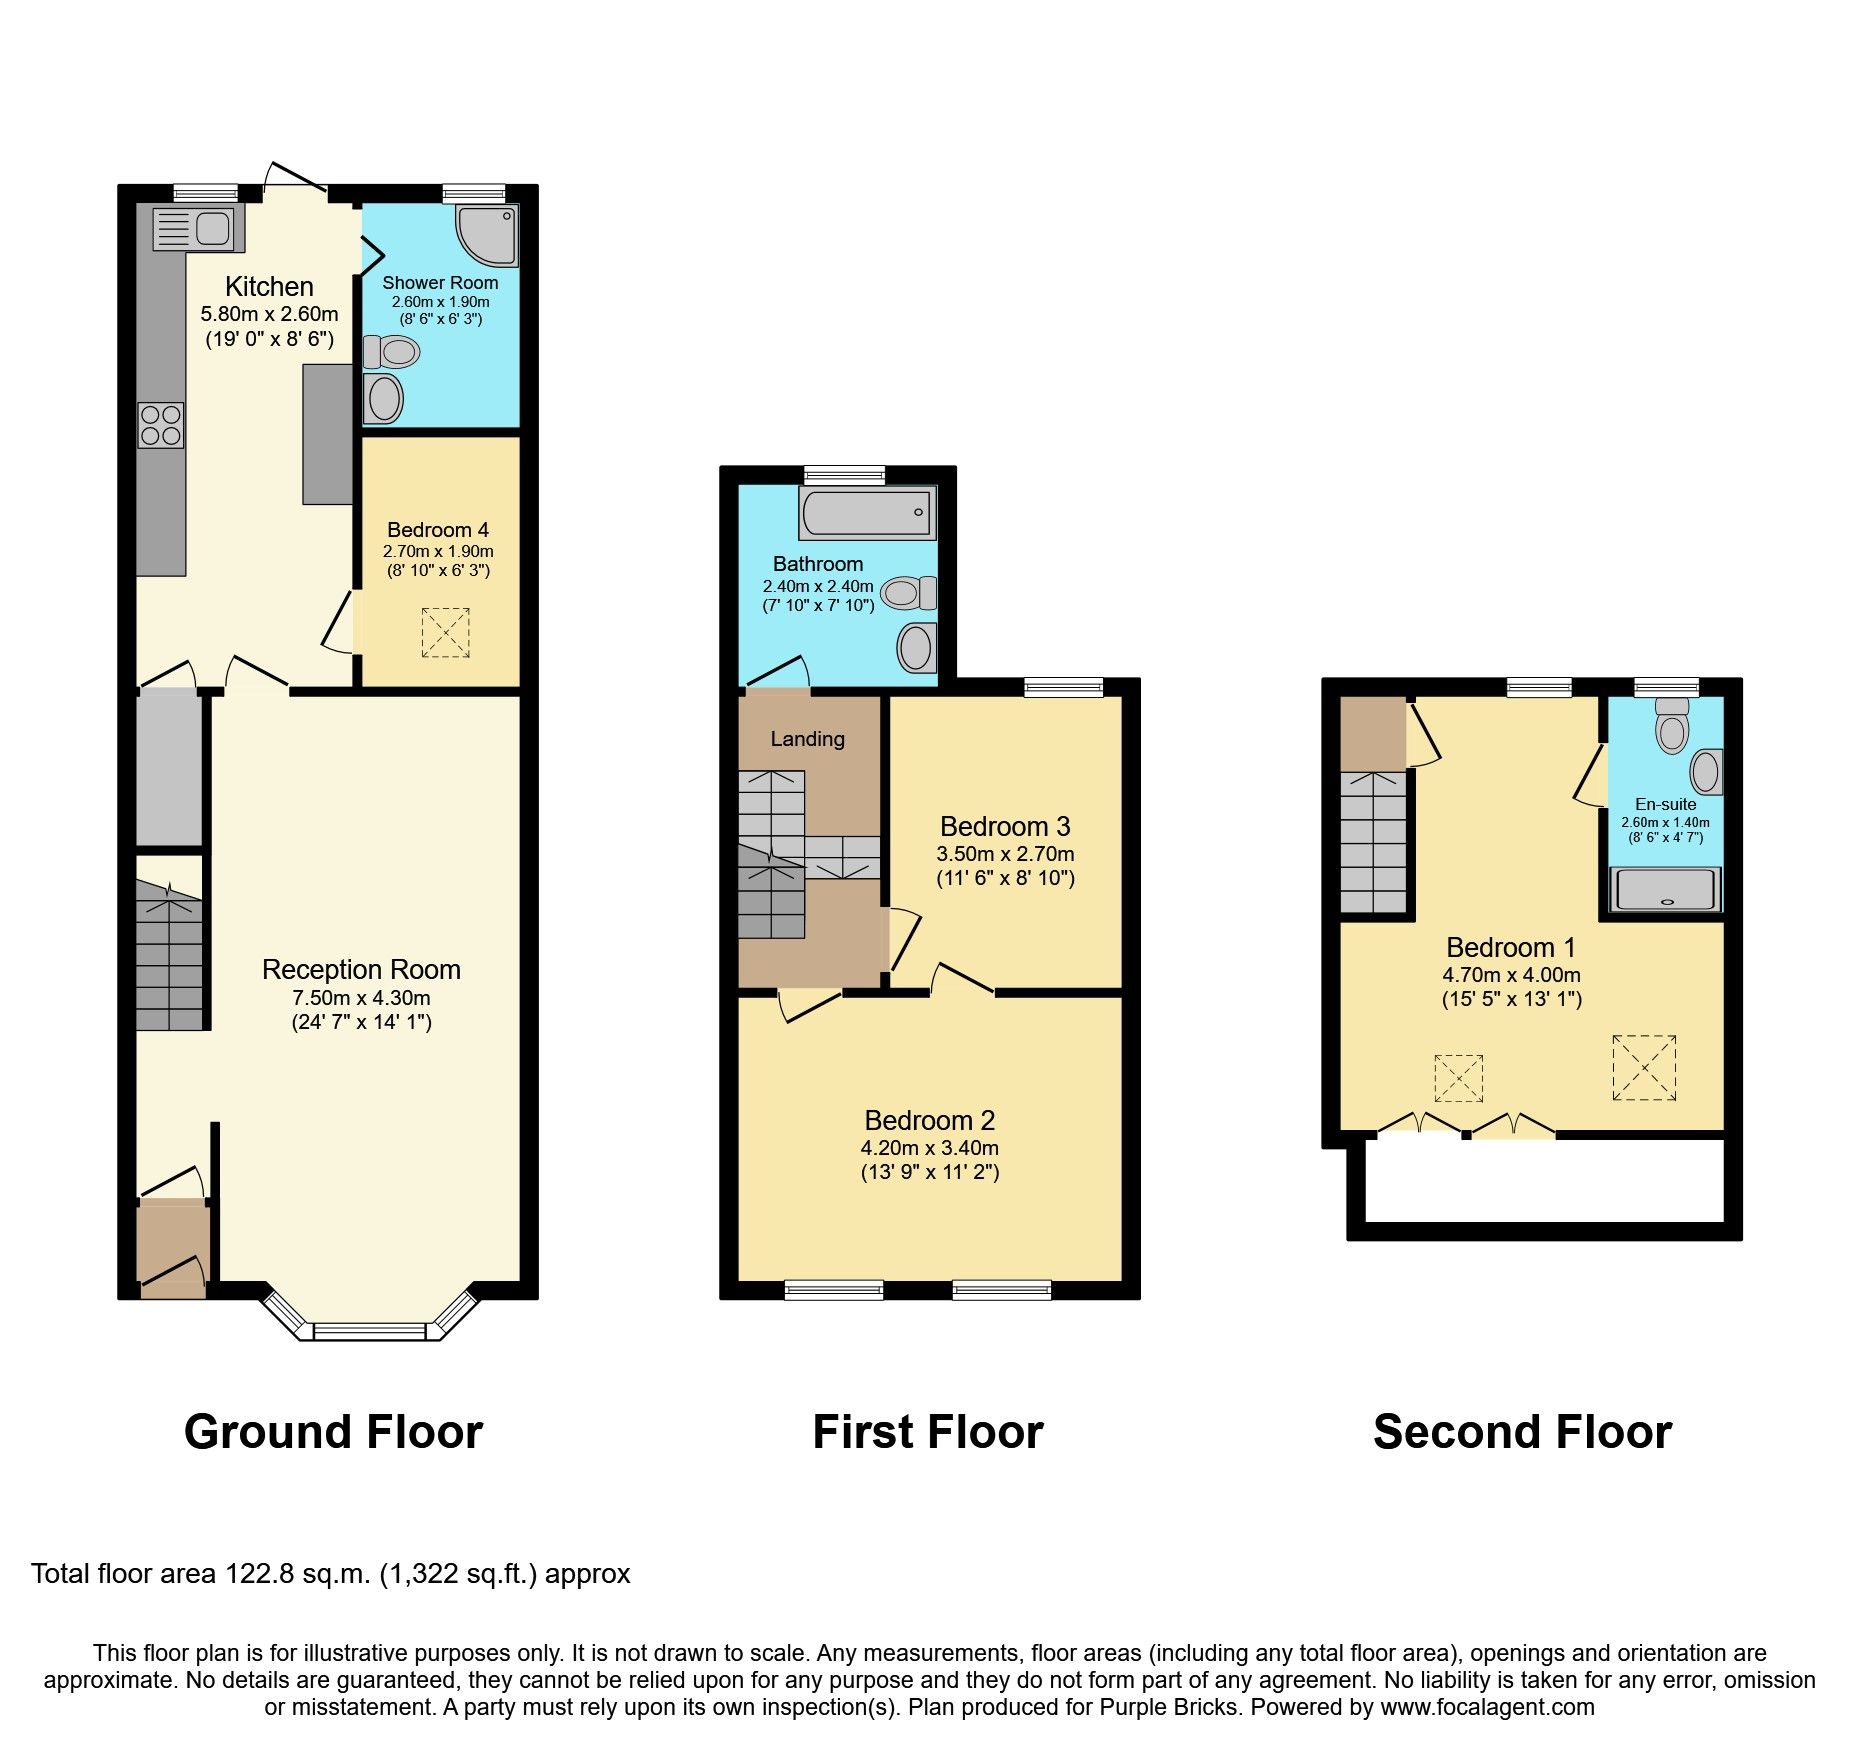 Kitchen
5.80m x 2.60m
(19' 0" x 8' 6")
Shower Room
2.60m x 1.90m
(8' 6" x 6' 3")
Bedroom 4
2.70m x 1.90m
(8' 10" x 6' 3")
Reception Room
7.50m x 4.30m
(24' 7" x 14' 1")
Ground Floor
Bathroom
2.40m x 2.40m
(7' 10" x 7' 10")
Landing
Bedroom 3
3.50m x 2.70m
(11' 6" x 8' 10")
Bedroom 2
4.20m x 3.40m
(13' 9" x 11' 2")
First Floor
En-suite
2.60m x 1.40m
(8' 6" x 4' 7")
Bedroom 1
4.70m x 4.00m
(15' 5" x 13' 1")
Second Floor
Total floor area 122.8 sq.m. (1,322 sq.ft.) approx
This floor plan is for illustrative purposes only. It is not drawn to scale. Any measurements, floor areas (including any total floor area), openings and orientation are
approximate. No details are guaranteed, they cannot be relied upon for any purpose and they do not form part of any agreement. No liability is taken for any error, omission
or misstatement. A party must rely upon its own inspection(s). Plan produced for Purple Bricks. Powered by www.focalagent.com